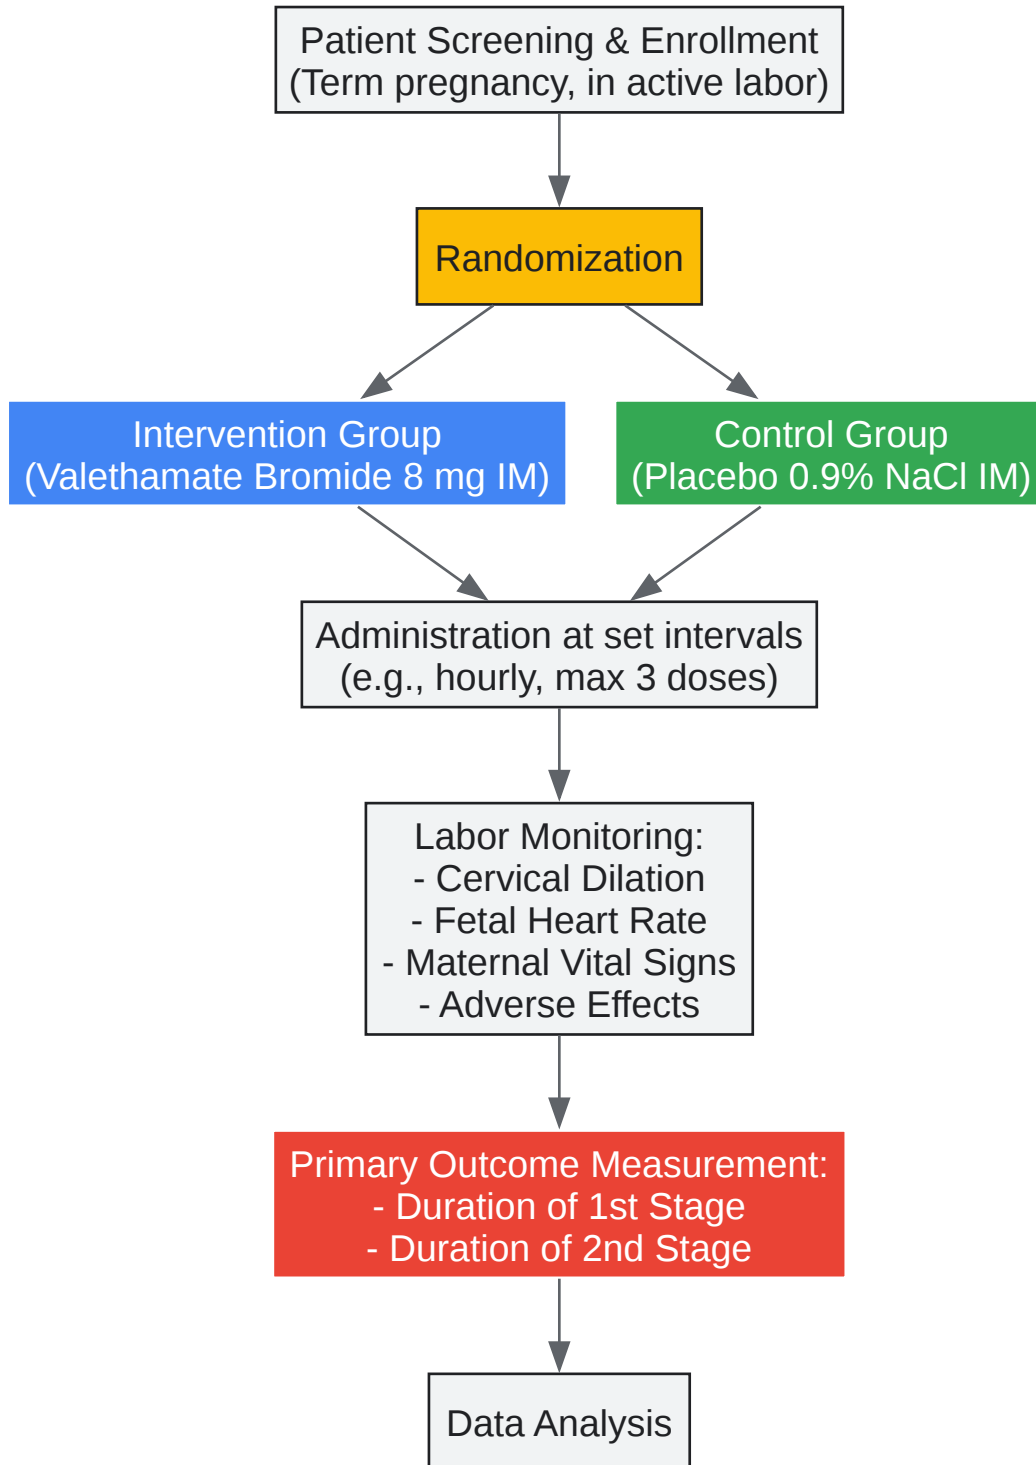 Patient Screening & Enrollment
(Term pregnancy, in active labor)
Randomization
Intervention Group
(Valethamate Bromide 8 mg IM)
Control Group
(Placebo 0.9% NaCl IM)
Administration at set intervals
(e.g., hourly, max 3 doses)
Labor Monitoring:
- Cervical Dilation
- Fetal Heart Rate
- Maternal Vital Signs
- Adverse Effects
Primary Outcome Measurement:
- Duration of 1st Stage
- Duration of 2nd Stage
Data Analysis